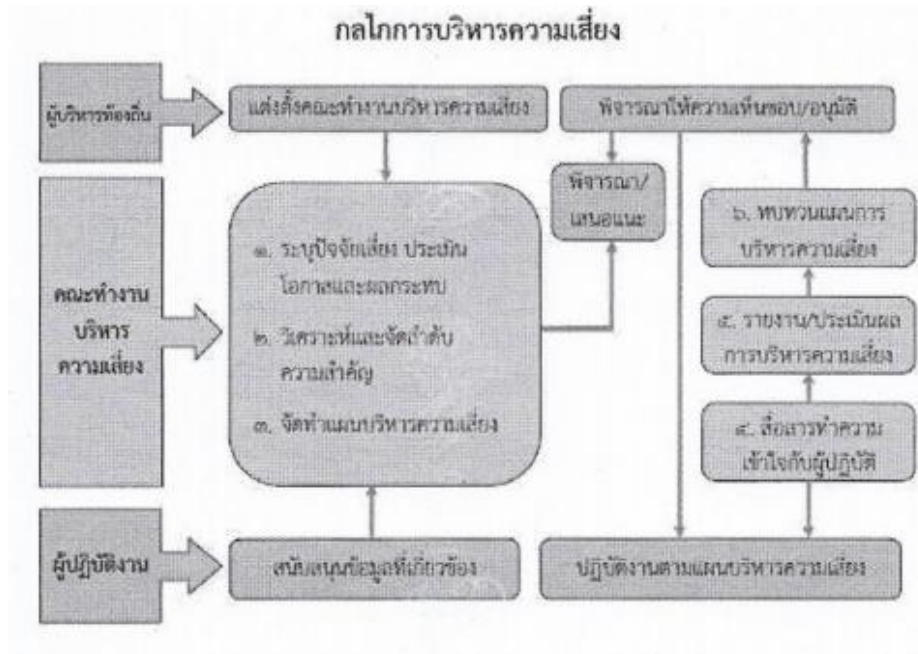 กลไกการบริหารความเสี่ยง
ผู้บริหารท้องถิ่น
แต่งตั้งคณะทำงานบริหารความเสี่ยง
พิจารณาให้ความเห็นชอบ/อนุมัติ
คณะทำงาน
บริหาร
ความเสี่ยง
๑. ระบุปัจจัยเสี่ยง ประเมิน
โอกาสและผลกระทบ
๒. วิเคราะห์และจัดลำดับ
ความสำคัญ
๓. จัดทำแผนบริหารความเสี่ยง
พิจารณา/
เสนอแนะ
๖. ทบทวนแผนการ
บริหารความเสี่ยง
๕. รายงาน/ประเมินผล
การบริหารความเสี่ยง
๔. สื่อสารทำความ
เข้าใจกับผู้ปฏิบัติ
ผู้ปฏิบัติงาน
สนับสนุนข้อมูลที่เกี่ยวข้อง
ปฏิบัติงานตามแผนบริหารความเสี่ยง